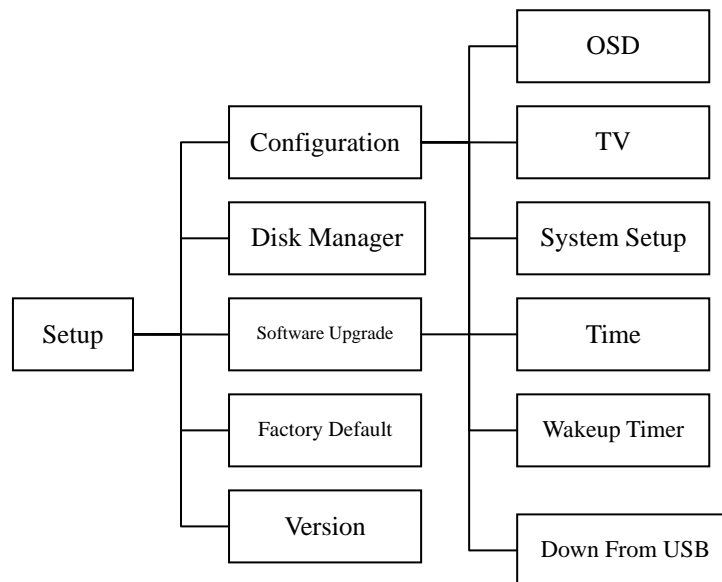 OSD
Configuration
TV
Disk Manager
System Setup
Setup
Software Upgrade
Time
Factory Default
Wakeup Timer
Version
Down From USB